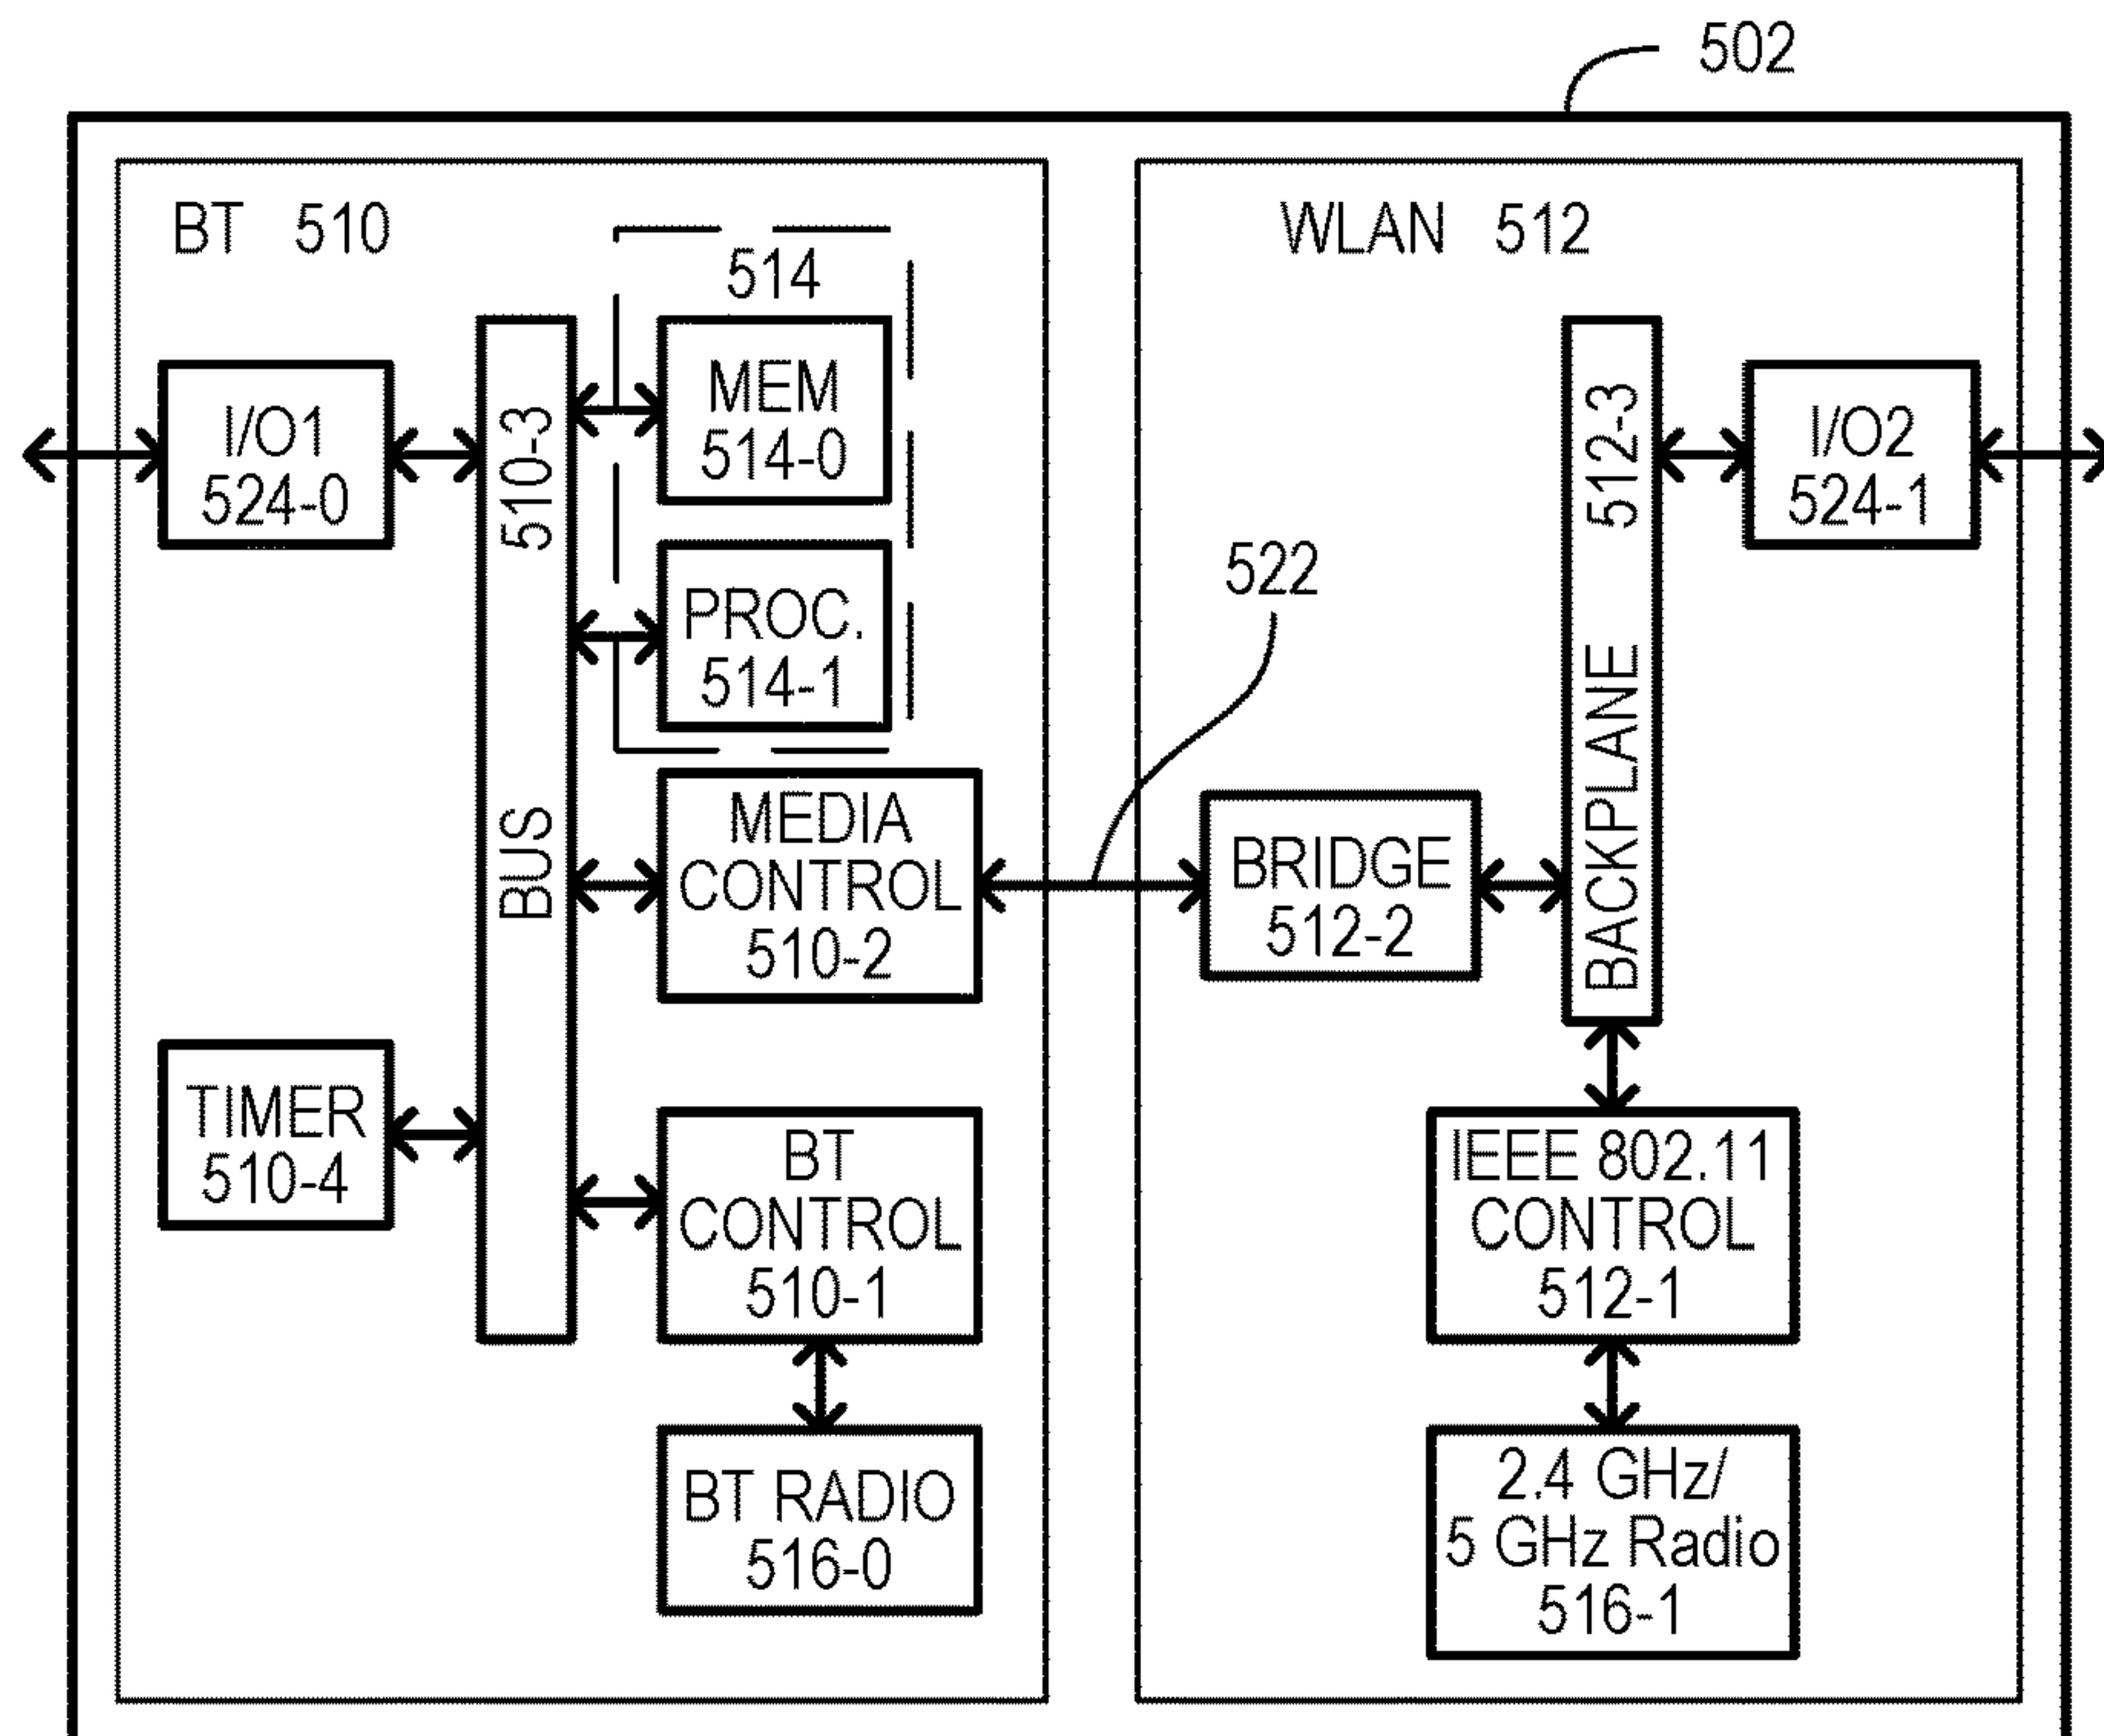 502
BT 510
WLAN 512
514
I/O1
524-0
BUS 510-3
MEM
514-0
PROC.
514-1
MEDIA
CONTROL
510-2
TIMER
510-4
BT
CONTROL
510-1
BT RADIO
516-0
522
BRIDGE
512-2
BACKPLANE 512-3
I/O2
524-1
IEEE 802.11
CONTROL
512-1
2.4 GHz/
5 GHz Radio
516-1